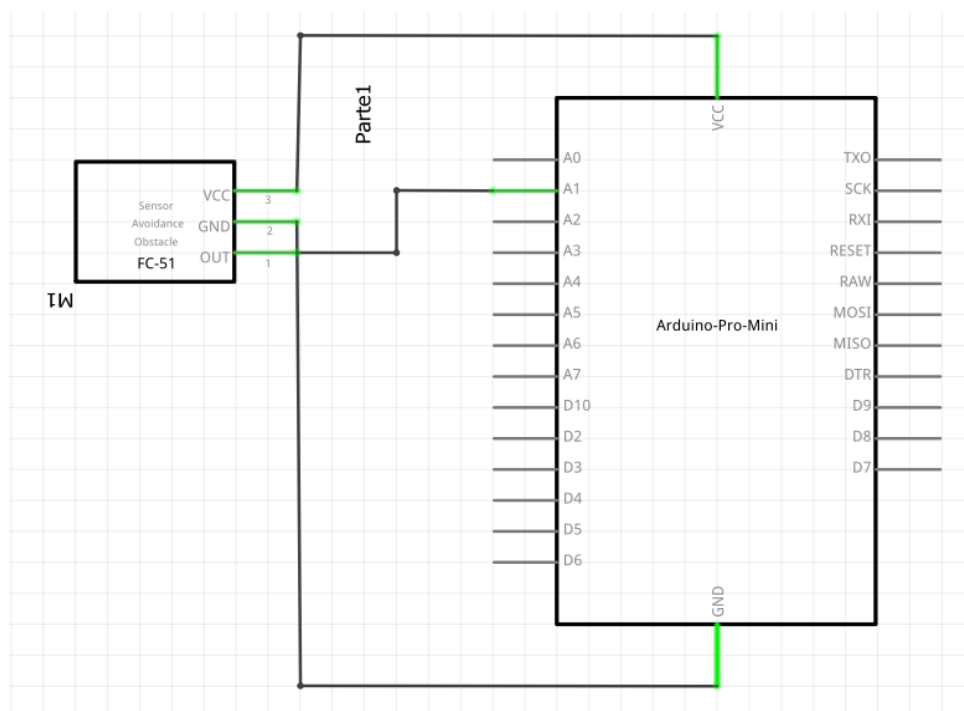 VCC
Parte1
VCC
3
Sensor
Avoidance
Obstacle
FC-51
GND
2
OUT
1
M1
A0
A1
A2
A3
A4
A5
A6
A7
D10
D2
D3
D4
D5
D6
Arduino-Pro-Mini
TXO
SCK
RXI
RESET
RAW
MOSI
MISO
DTR
D9
D8
D7
GND